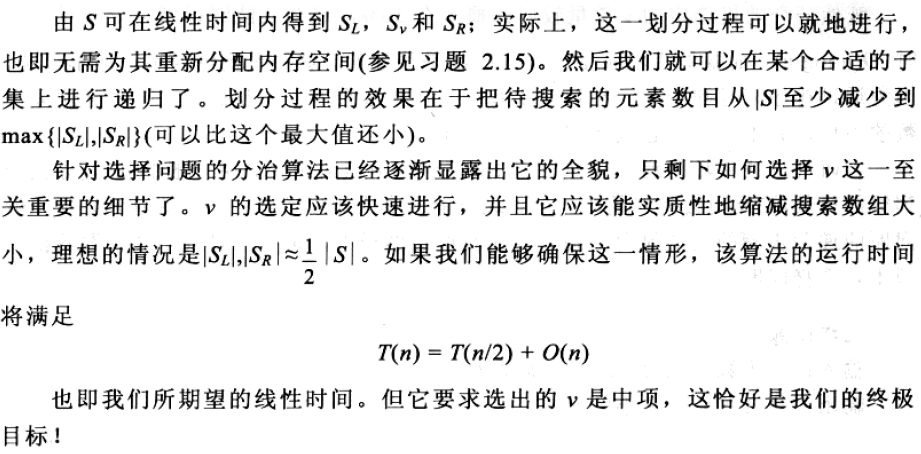 由 S 可在线性时间内得到 SL，Sv 和 SR；实际上，这一划分过程可以就地进行，
也即无需为其重新分配内存空间(参见习题 2.15)。然后我们就可以在某个合适的子
集上进行递归了。划分过程的效果在于把待搜索的元素数目从|S|至少减少到
max{|SL|,|SR|}(可以比这个最大值还小)。
针对选择问题的分治算法已经逐渐显露出它的全貌，只剩下如何选择 v 这一至
关重要的细节了。v 的选定应该快速进行，并且它应该能实质性地缩减搜索数组大
小，理想的情况是|SL|,|SR|≈1/2|S|。如果我们能够确保这一情形，该算法的运行时间
将满足
T(n) = T(n/2) + O(n)
也即我们所期望的线性时间。但它要求选出的 v 是中项，这恰好是我们的终极
目标！